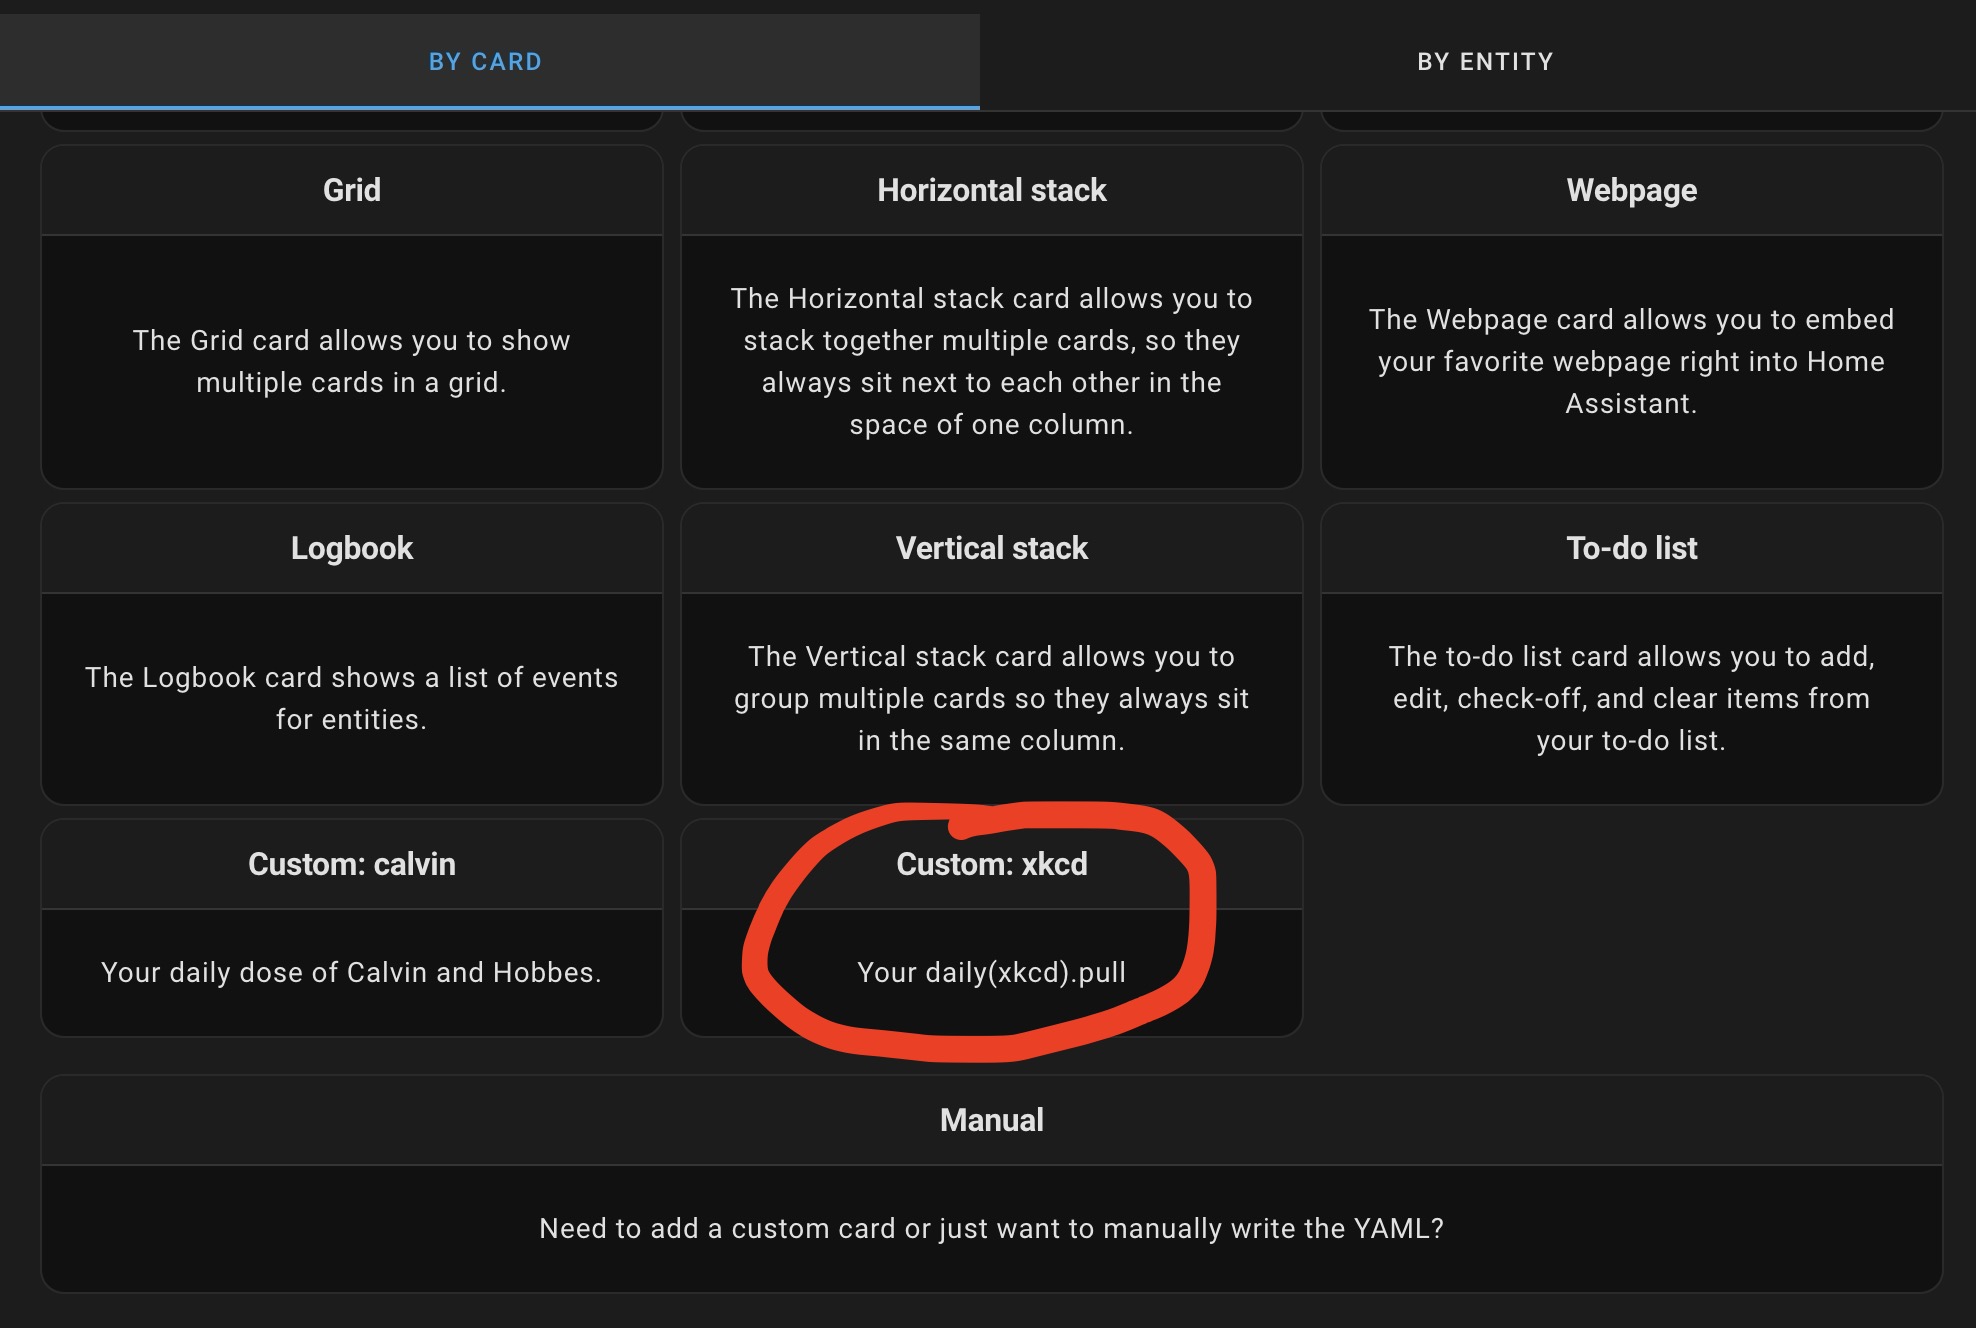 BY CARD
BY ENTITY
Grid
The Grid card allows you to show
multiple cards in a grid.
Horizontal stack
The Horizontal stack card allows you to
stack together multiple cards, so they
always sit next to each other in the
space of one column.
Webpage
The Webpage card allows you to embed
your favorite webpage right into Home
Assistant.
Logbook
The Logbook card shows a list of events
for entities.
Vertical stack
The Vertical stack card allows you to
group multiple cards so they always sit
in the same column.
To-do list
The to-do list card allows you to add,
edit, check-off, and clear items from
your to-do list.
Custom: calvin
Your daily dose of Calvin and Hobbes.
Custom: xkcd
Your daily(xkcd).pull
Manual
Need to add a custom card or just want to manually write the YAML?